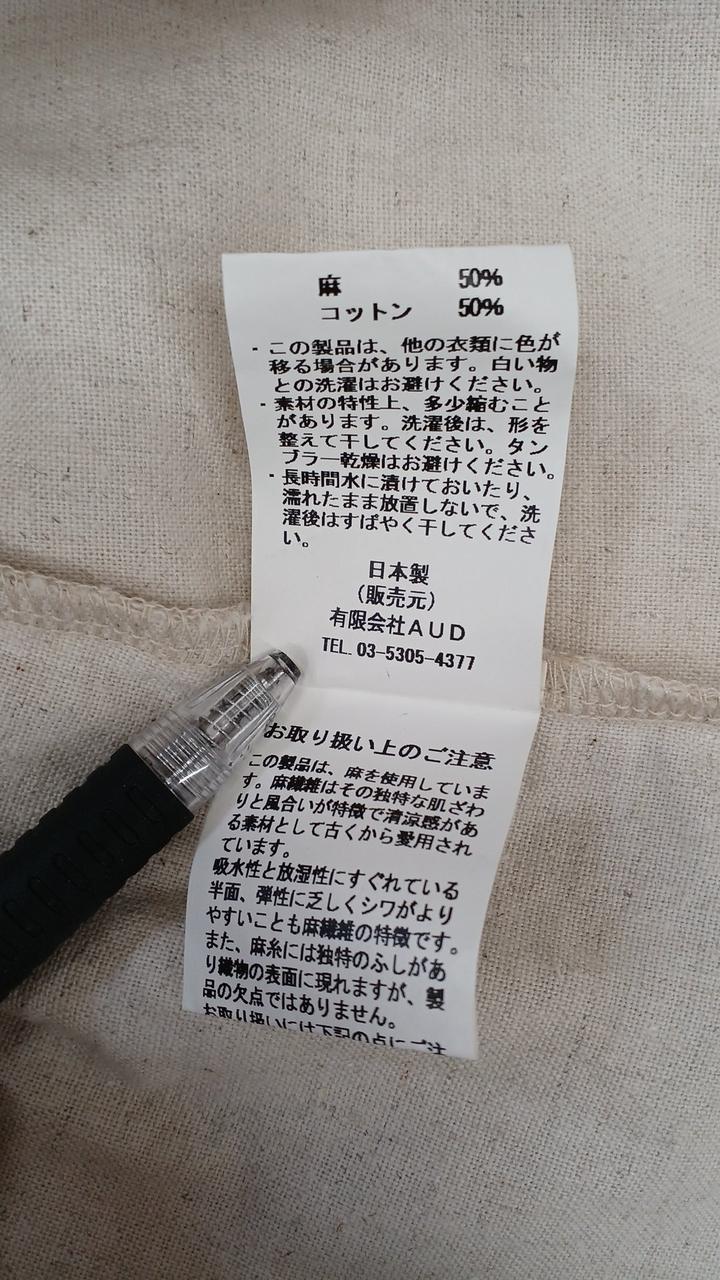 麻 50%
コットン 50%
・この製品は、他の衣類に色が
移る場合があります。白い物
との洗濯はお避けください。
・素材の特性上、多少縮むこと
があります。洗濯後は、形を
整えて干してください。タン
ブラー乾燥はお避けください。
・長時間水に漬けておいたり、
濡れたまま放置しないで、洗
濯後はすばやく干してくださ
い。
日本製
(販売元)
有限会社AUD
TEL. 03-5305-4377
お取り扱い上のご注意
この製品は、麻を使用していま
す。麻繊維はその独特な肌ざわ
りと風合いが特徴で清涼感があ
る素材として古くから愛用され
ています。
吸水性と放湿性にすぐれている
半面、弾性に乏しくシワがより
やすいことも麻繊維の特徴です。
また、麻糸には独特のふしがあ
り織物の表面に現れますが、製
品の欠点ではありません。
お取り扱いには下記の点にご注